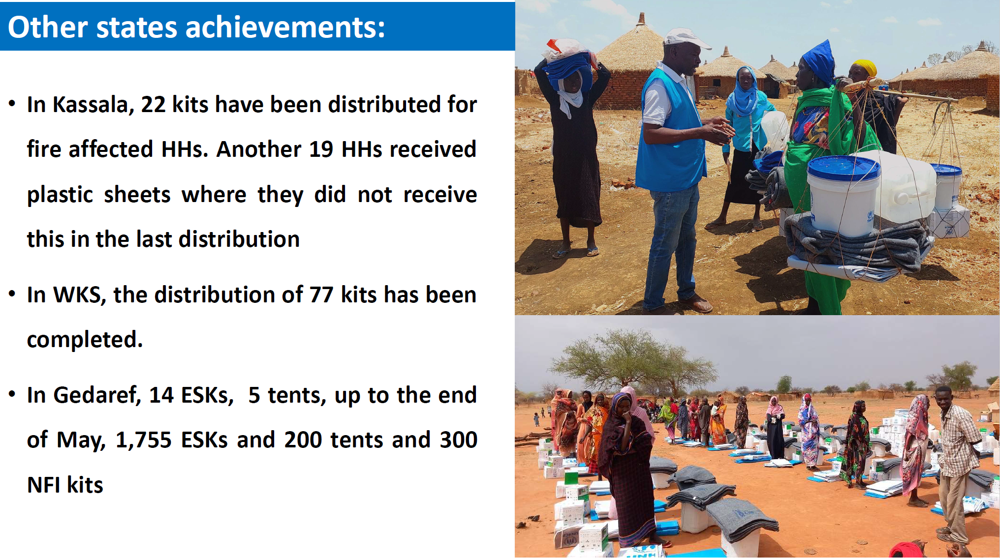 Other states achievements:
• In Kassala, 22 kits have been distributed for
fire affected HHs. Another 19 HHs received
plastic sheets where they did not receive
this in the last distribution
• In WKS, the distribution of 77 kits has been
completed.
• In Gedaref, 14 ESKs,  5 tents, up to the end
of May, 1,755 ESKs and 200 tents and 300
NFI kits
UNHCR